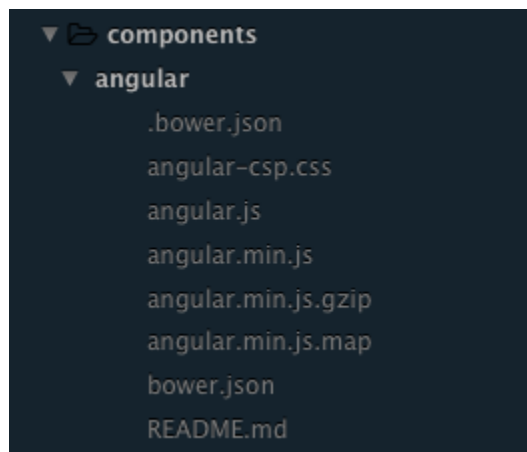 components
angular
.bower.json
angular-csp.css
angular.js
angular.min.js
angular.min.js.gzip
angular.min.js.map
bower.json
README.md